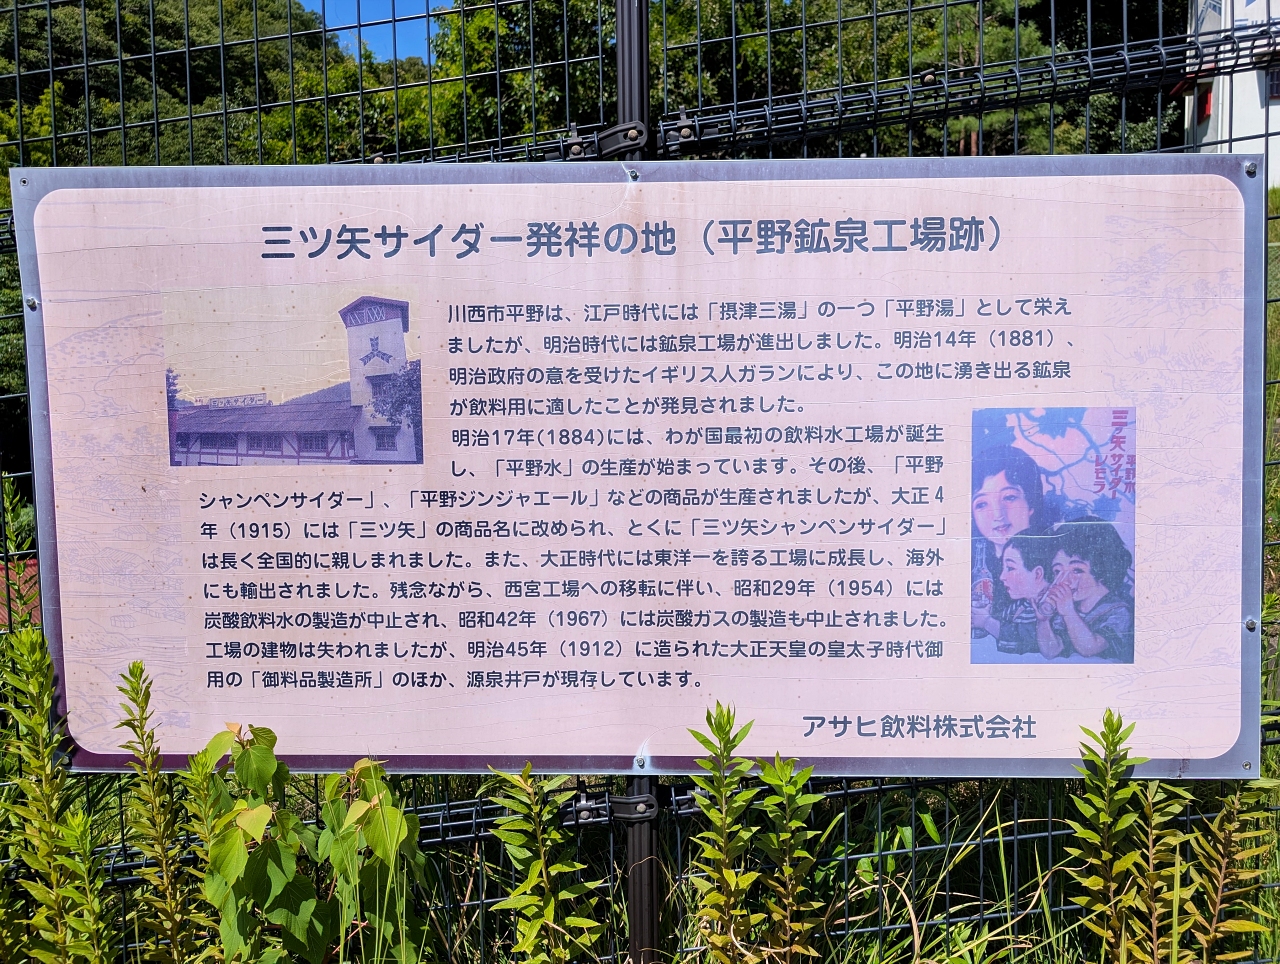 三ツ矢サイダー発祥の地（平野鉱泉工場跡）
川西市平野は、江戸時代には「摂津三湯」の一つ「平野湯」として栄え
ましたが、明治時代には鉱泉工場が進出しました。明治14年（1881）、
明治政府の意を受けたイギリス人ガランにより、この地に湧き出る鉱泉
が飲料用に適したことが発見されました。
明治17年(1884)には、わが国最初の飲料水工場が誕生
し、「平野水」の生産が始まっています。その後、「平野
シャンペンサイダー」、「平野ジンジャエール」などの商品が生産されましたが、大正4
年（1915）には「三ツ矢」の商品名に改められ、とくに「三ツ矢シャンペンサイダー」
は長く全国的に親しまれました。また、大正時代には東洋一を誇る工場に成長し、海外
にも輸出されました。残念ながら、西宮工場への移転に伴い、昭和29年（1954）には
炭酸飲料水の製造が中止され、昭和42年（1967）には炭酸ガスの製造も中止されました。
工場の建物は失われましたが、明治45年（1912）に造られた大正天皇の皇太子時代御
用の「御料品製造所」のほか、源泉井戸が現存しています。
アサヒ飲料株式会社
三ツ矢サイダー
三ツ矢サイダー
平野水
レモラ